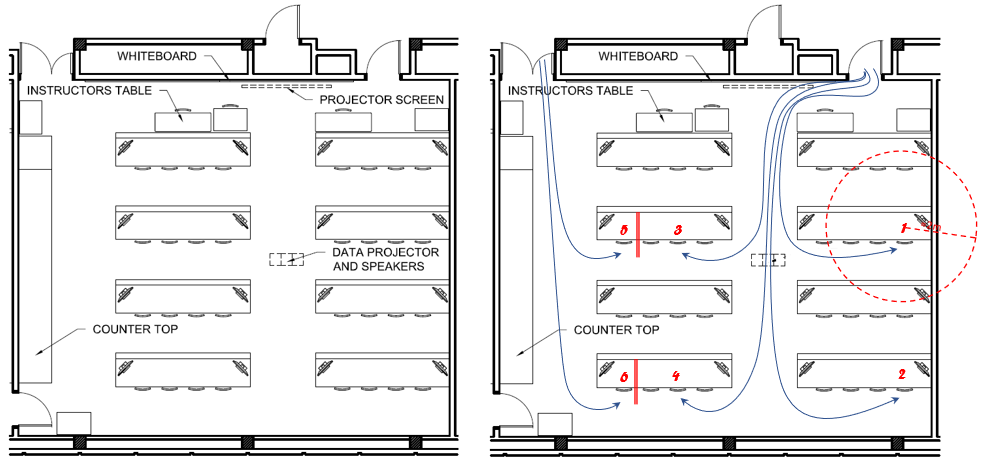 WHITEBOARD
INSTRUCTORS TABLE
PROJECTOR SCREEN
DATA PROJECTOR
AND SPEAKERS
COUNTER TOP
WHITEBOARD
INSTRUCTORS TABLE
5
3
1
COUNTER TOP
6
4
2